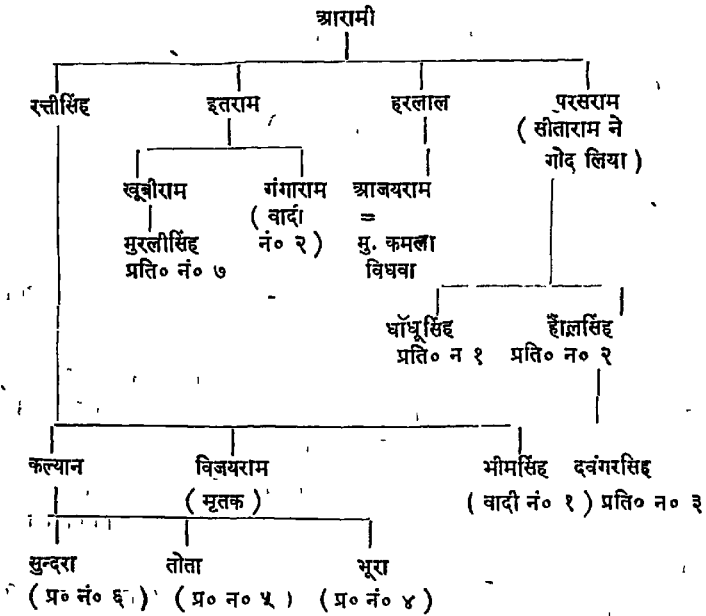 आरामी
रत्तीसिंह इतराम हरलाल परसराम
( सीताराम ने
गोद लिया )
खूबीराम गंगाराम आजयराम
( वादी =
मुरलीसिंह नं० २ ) मु. कमला
प्रति० नं० ७ विधवा
घाँधूसिंह हौंलसिंह
प्रति० न १ प्रति० न० २
कल्यान विजयराम भीमसिंह दवंगरसिह
( मृतक ) ( वादी नं० १ ) प्रति० न० ३
सुन्दरा तोता भूरा
( प्र० नं० ६ ) ( प्र० न० ५ ) ( प्र० नं० ४ )